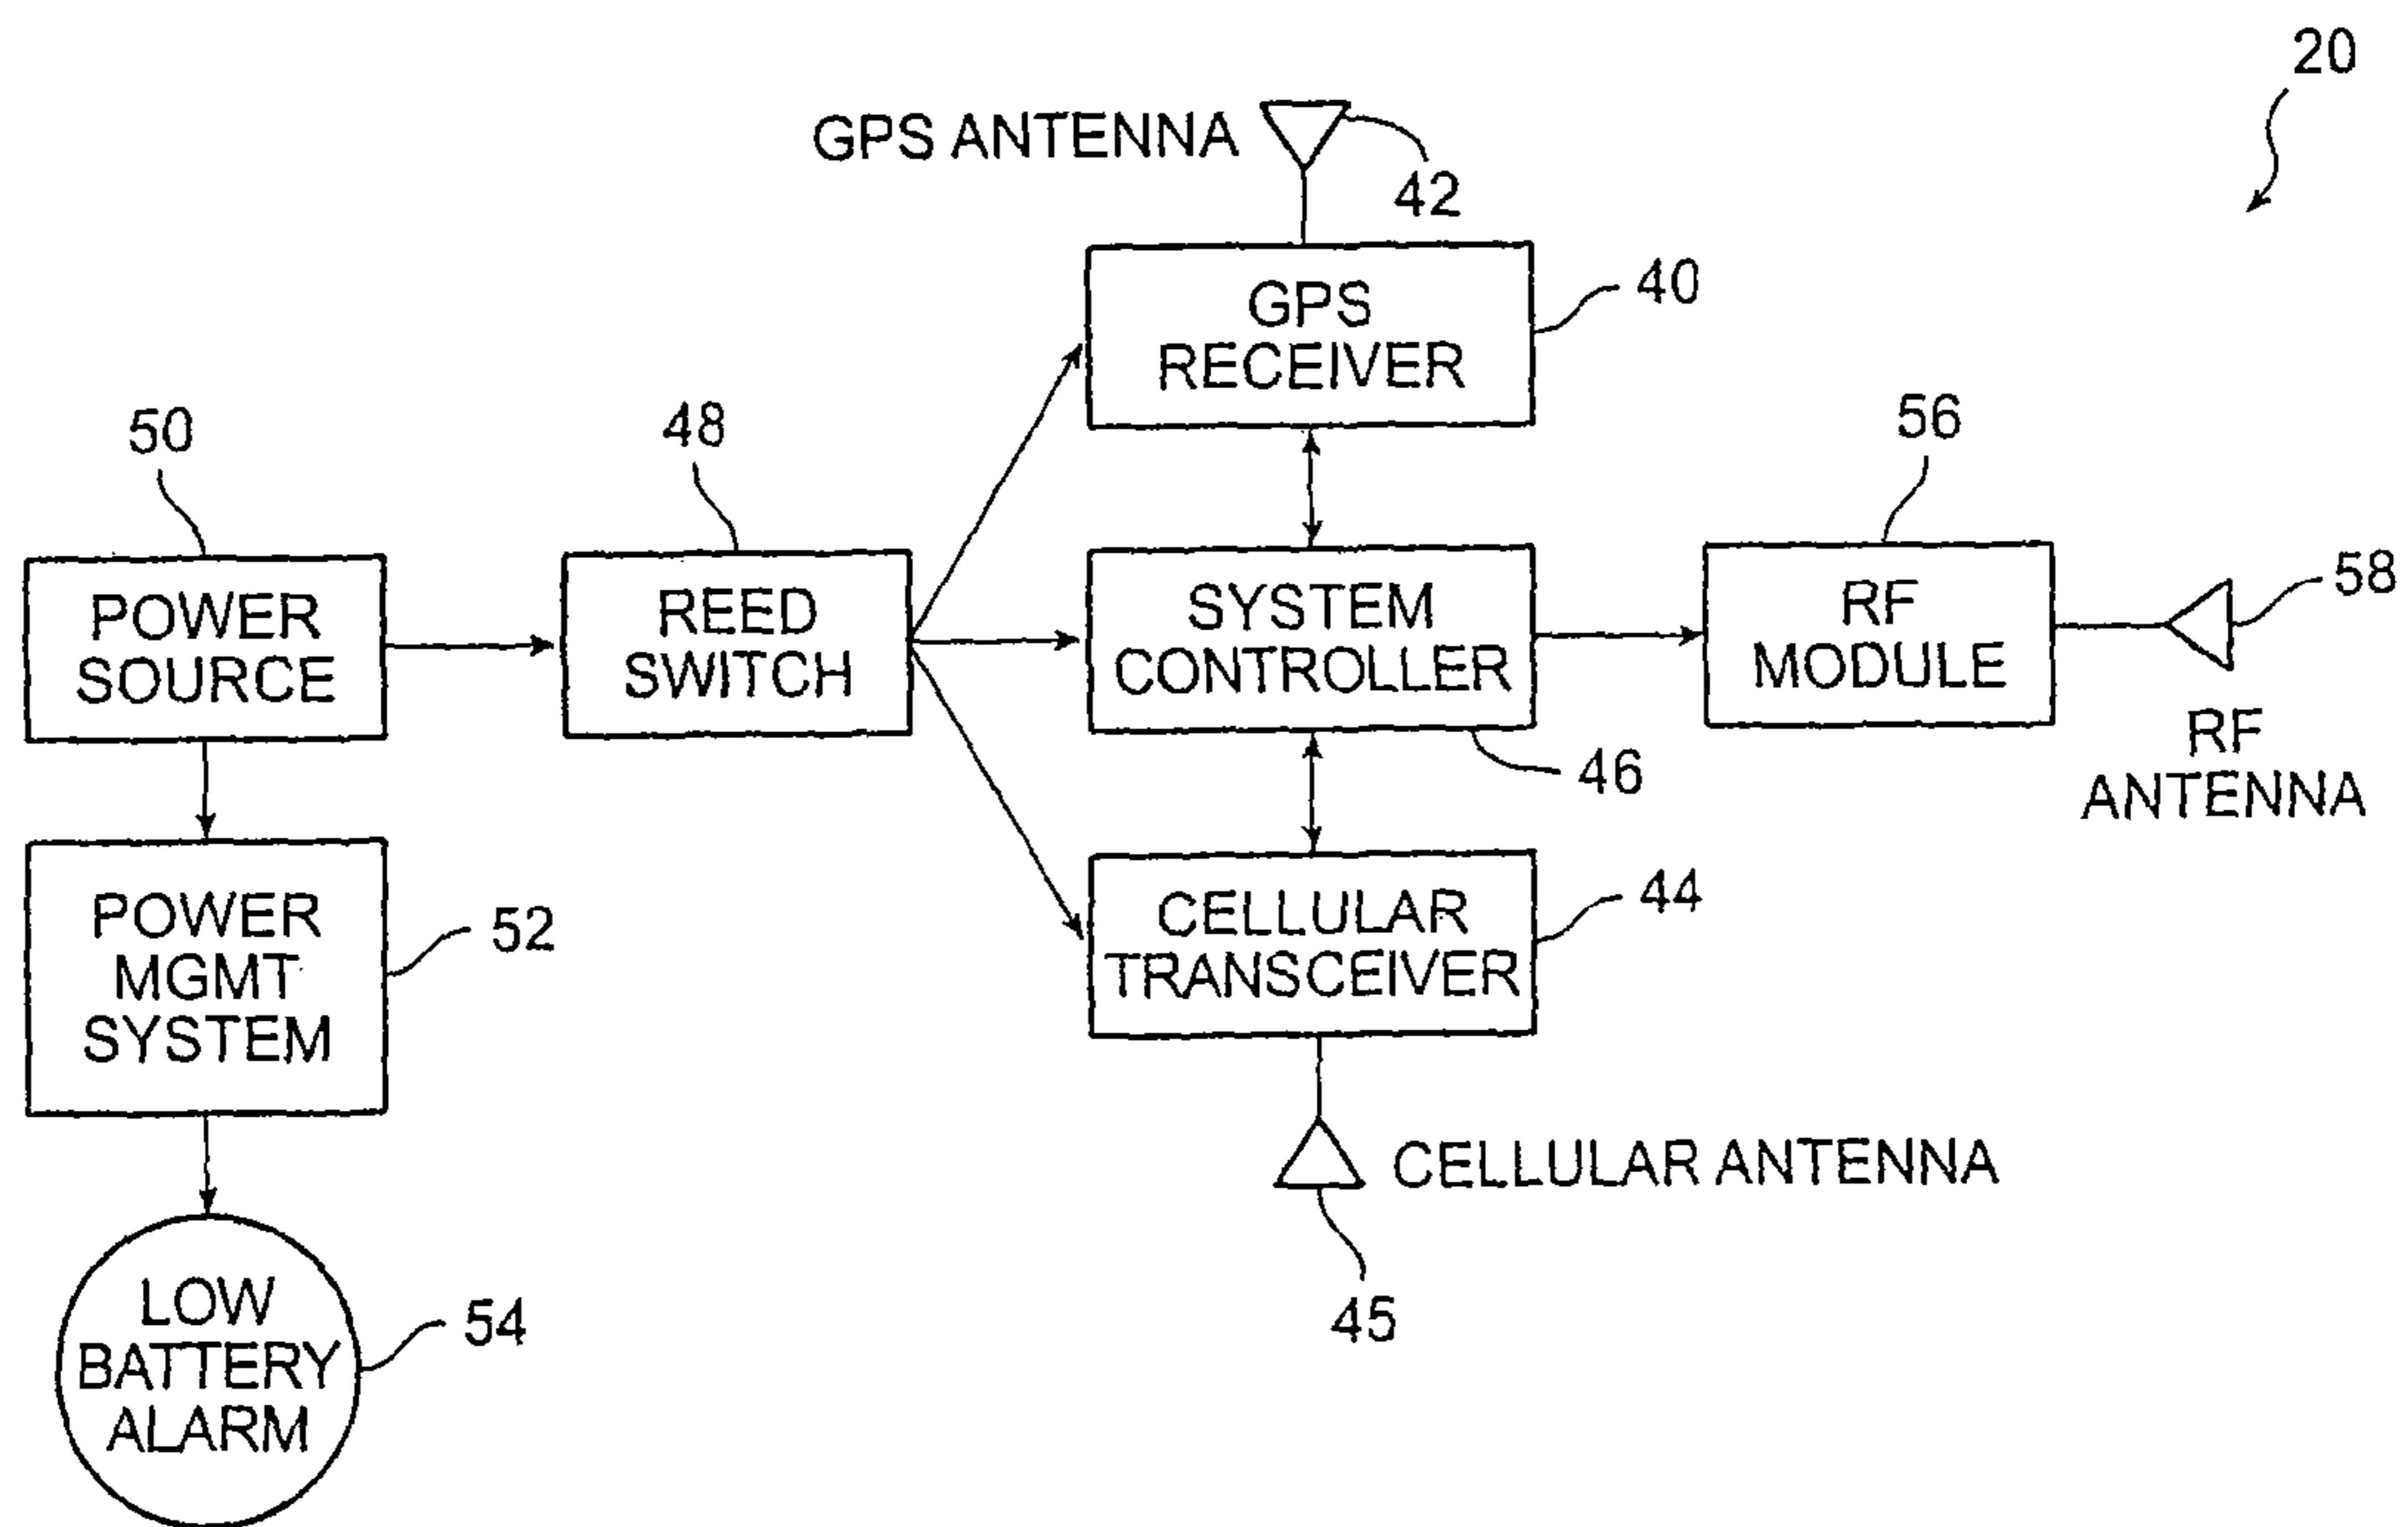 20
GPS ANTENNA
42
GPS
RECEIVER
40
50
48
56
POWER
SOURCE
REED
SWITCH
SYSTEM
CONTROLLER
RF
MODULE
58
RF
ANTENNA
46
POWER
MGMT
SYSTEM
52
CELLULAR
TRANSCEIVER
44
CELLULAR ANTENNA
45
LOW
BATTERY
ALARM
54